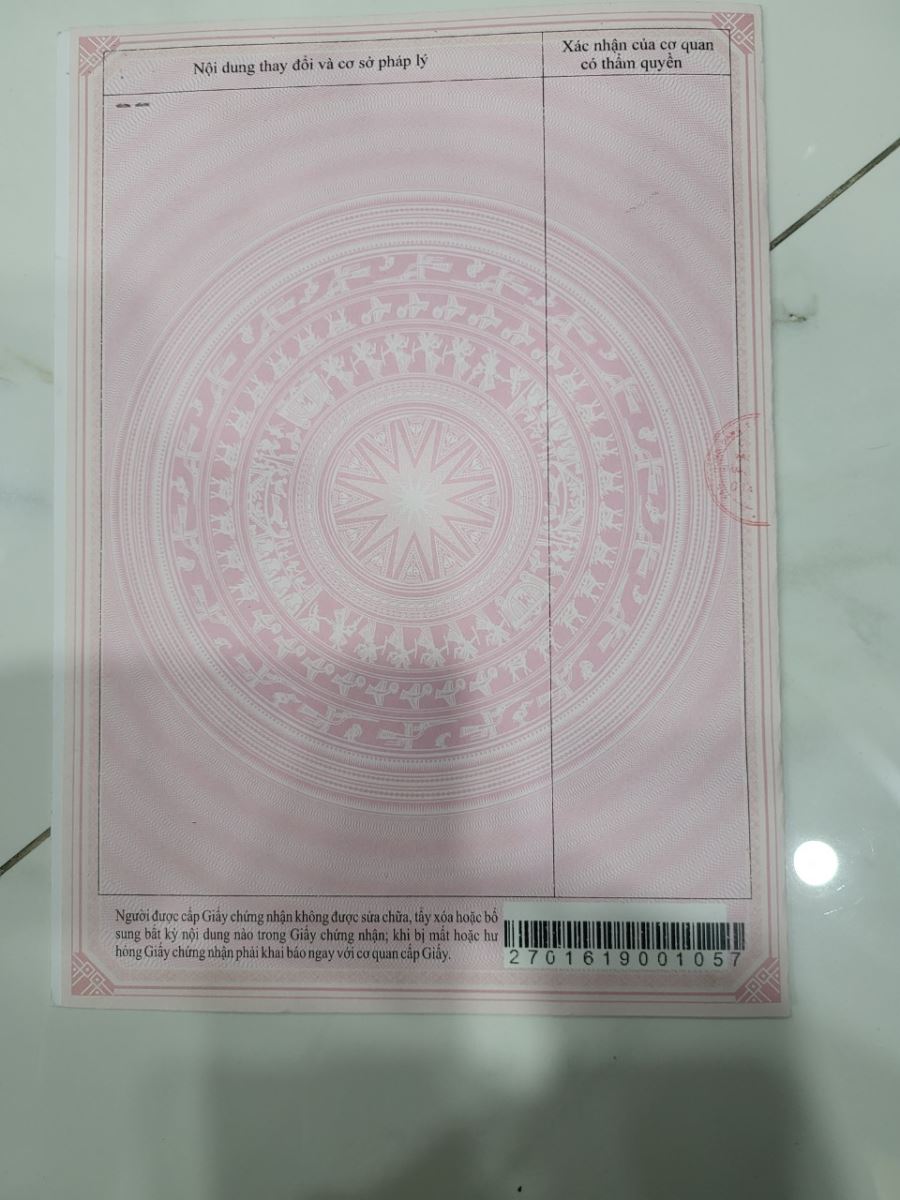 Nội dung thay đổi và cơ sở pháp lý
Xác nhận của cơ quan
có thẩm quyền
Người được cấp Giấy chứng nhận không được sửa chữa, tẩy xóa hoặc bổ
sung bất kỳ nội dung nào trong Giấy chứng nhận; khi bị mất hoặc hư
hỏng Giấy chứng nhận phải khai báo ngay với cơ quan cấp Giấy.
2701619001057